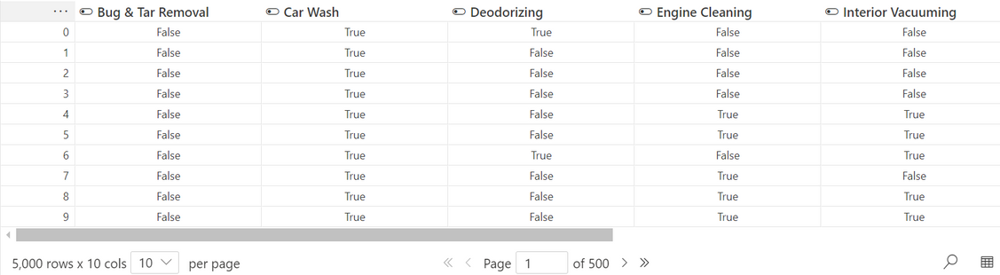 ... Bug & Tar Removal Car Wash Deodorizing Engine Cleaning Interior Vacuuming
0 False True True False False
1 False True False False False
2 False True False False False
3 False True False False False
4 False True False True True
5 False True False True True
6 False True True False True
7 False True False True False
8 False True False True True
9 False True False True True
5,000 rows x 10 cols 10 per page Page 1 of 500